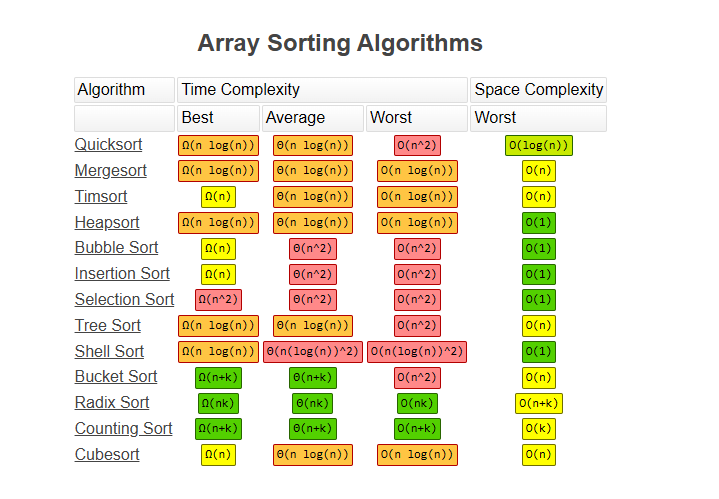 Array Sorting Algorithms
Algorithm Time Complexity Space Complexity
Best Average Worst Worst
Quicksort Ω(n log(n)) Θ(n log(n)) O(n^2) O(log(n))
Mergesort Ω(n log(n)) Θ(n log(n)) O(n log(n)) O(n)
Timsort Ω(n) Θ(n log(n)) O(n log(n)) O(n)
Heapsort Ω(n log(n)) Θ(n log(n)) O(n log(n)) O(1)
Bubble Sort Ω(n) Θ(n^2) O(n^2) O(1)
Insertion Sort Ω(n) Θ(n^2) O(n^2) O(1)
Selection Sort Ω(n^2) Θ(n^2) O(n^2) O(1)
Tree Sort Ω(n log(n)) Θ(n log(n)) O(n^2) O(n)
Shell Sort Ω(n log(n)) Θ(n(log(n))^2) O(n(log(n))^2) O(1)
Bucket Sort Ω(n+k) Θ(n+k) O(n^2) O(n)
Radix Sort Ω(nk) Θ(nk) O(nk) O(n+k)
Counting Sort Ω(n+k) Θ(n+k) O(n+k) O(k)
Cubesort Ω(n) Θ(n log(n)) O(n log(n)) O(n)